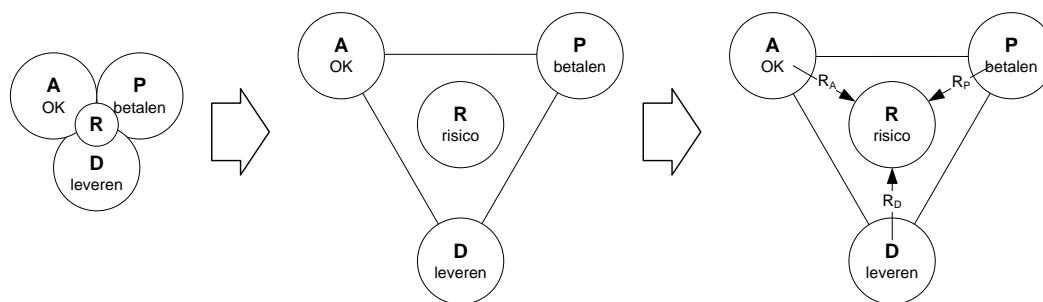 A
OK
P
betalen
R
D
leveren
A
OK
P
betalen
R
risico
D
leveren
A
OK
P
betalen
RA
RP
R
risico
RD
D
leveren